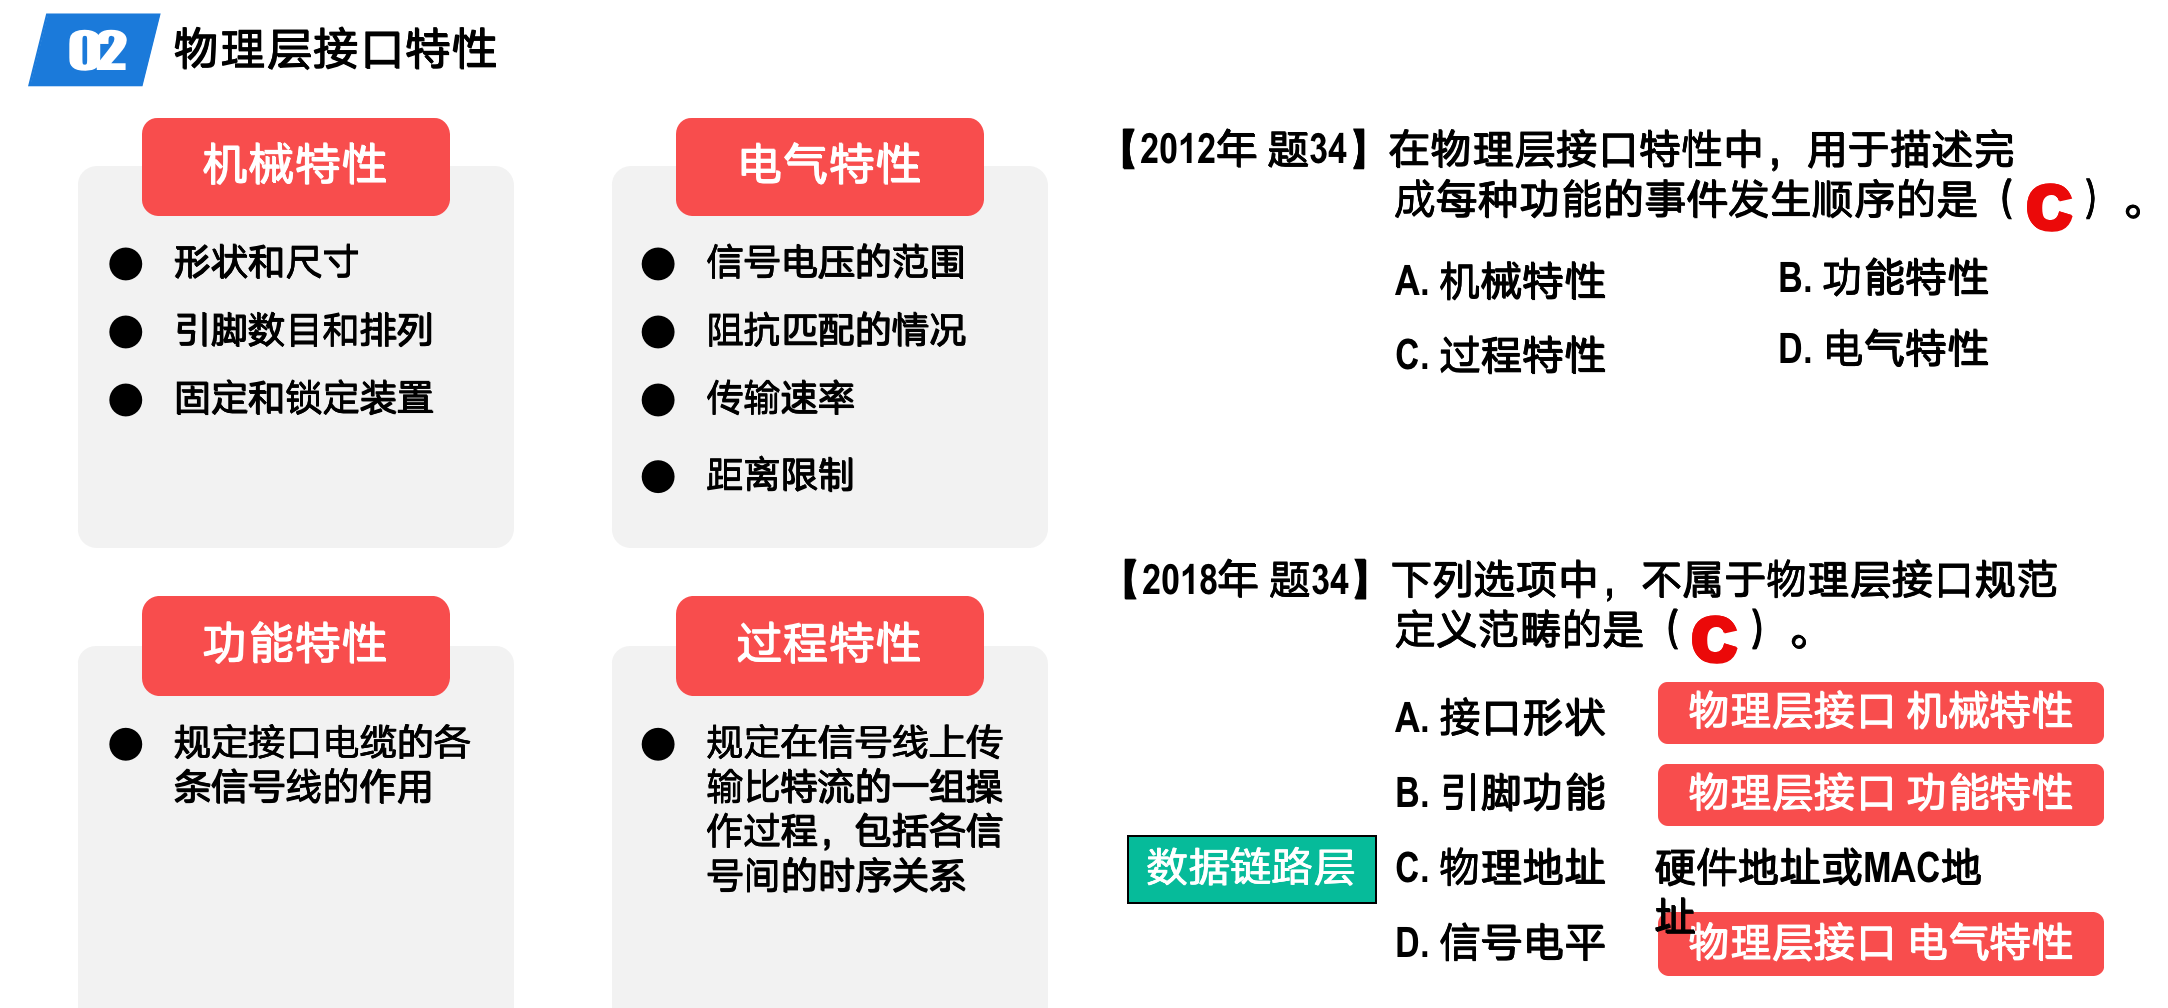 02 物理层接口特性
机械特性
● 形状和尺寸
● 引脚数目和排列
● 固定和锁定装置
电气特性
● 信号电压的范围
● 阻抗匹配的情况
● 传输速率
● 距离限制
功能特性
● 规定接口电缆的各
条信号线的作用
过程特性
● 规定在信号线上传
输比特流的一组操
作过程，包括各信
号间的时序关系
【2012年 题34】在物理层接口特性中，用于描述完
成每种功能的事件发生顺序的是（C）。
A. 机械特性
B. 功能特性
C. 过程特性
D. 电气特性
【2018年 题34】下列选项中，不属于物理层接口规范
定义范畴的是（C）。
A. 接口形状
物理层接口 机械特性
B. 引脚功能
物理层接口 功能特性
数据链路层
C. 物理地址
硬件地址或MAC地
址
D. 信号电平
物理层接口 电气特性